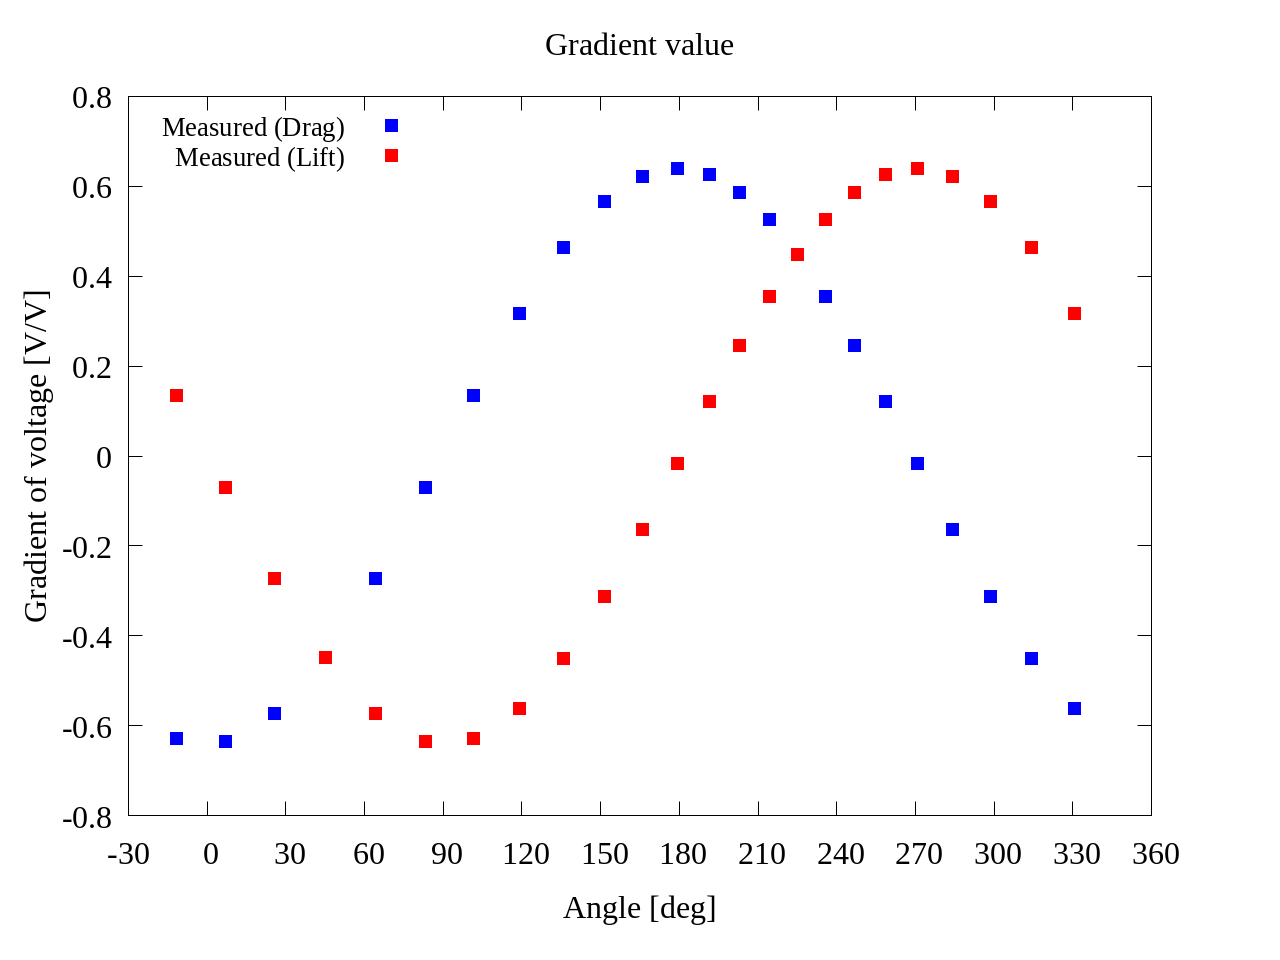 Gradient value
0.8
0.6
0.4
0.2
0
-0.2
-0.4
-0.6
-0.8
Gradient of voltage [V/V]
Measured (Drag)
Measured (Lift)
-30 0 30 60 90 120 150 180 210 240 270 300 330 360
Angle [deg]